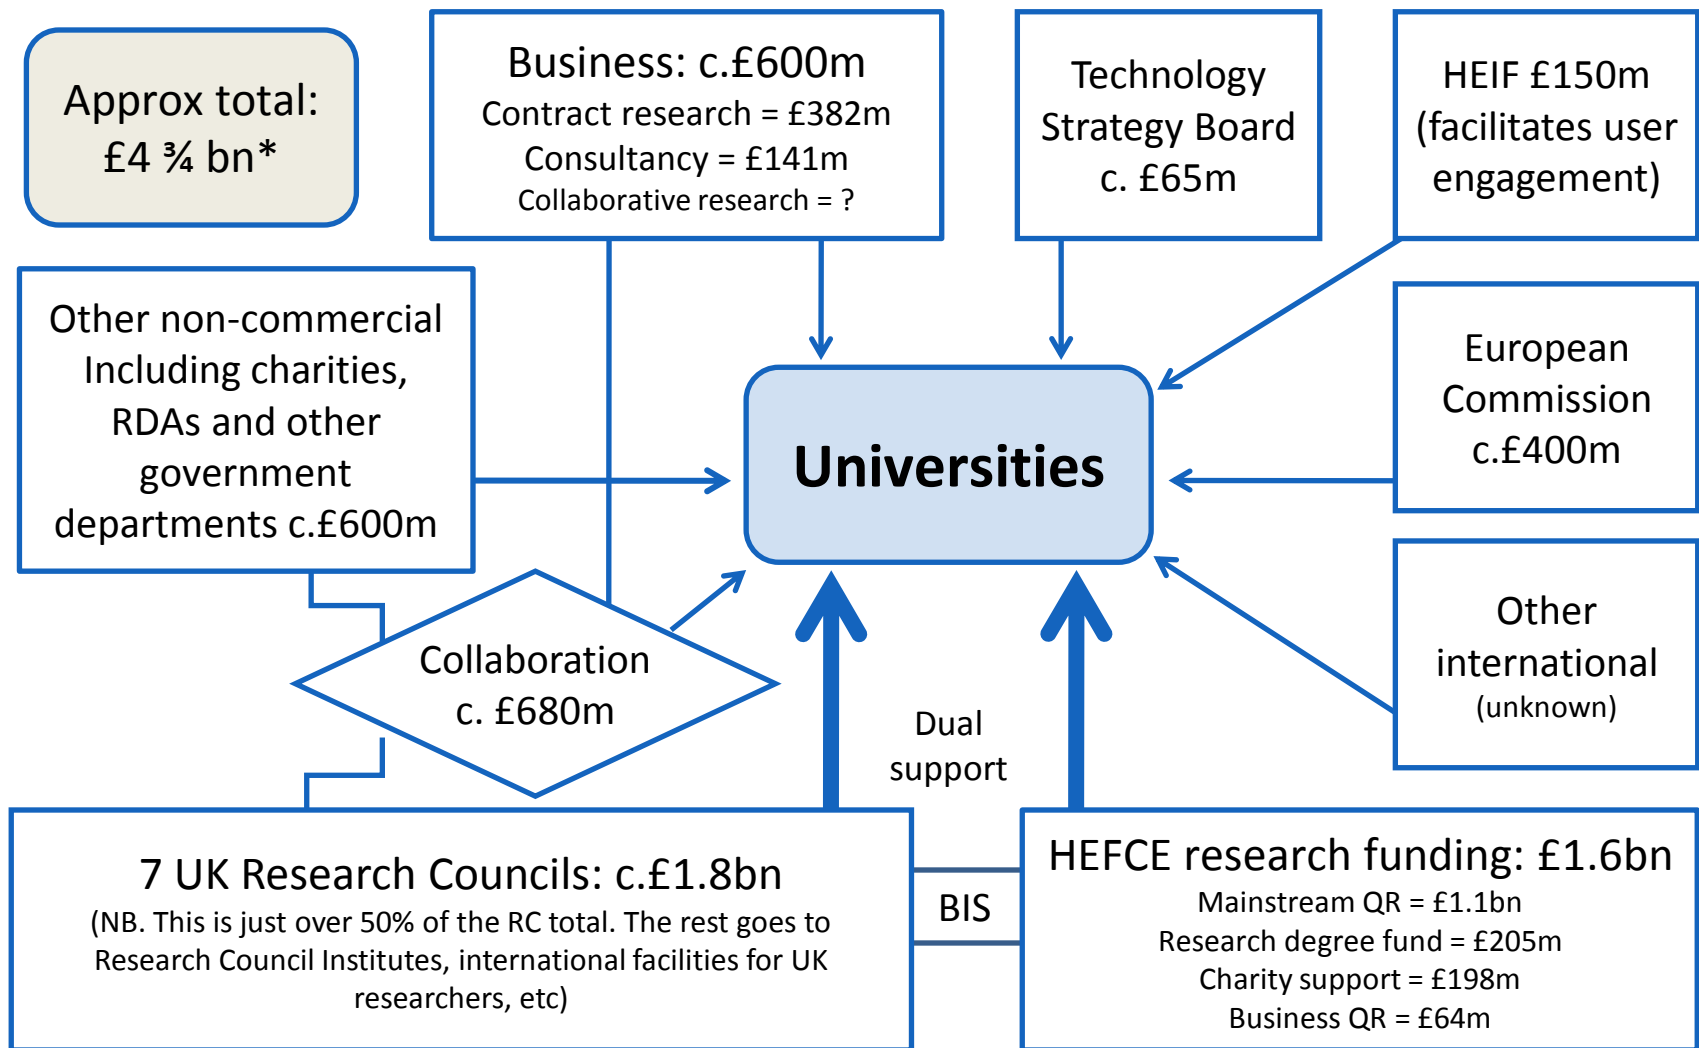 Approx total:
£4 ¾ bn*
Business: c.£600m
Contract research = £382m
Consultancy = £141m
Collaborative research = ?
Technology
Strategy Board
c. £65m
HEIF £150m
(facilitates user
engagement)
Other non-commercial
Including charities,
RDAs and other
government
departments c.£600m
Universities
European
Commission
c.£400m
Other
international
(unknown)
Collaboration
c. £680m
Dual
support
7 UK Research Councils: c.£1.8bn
(NB. This is just over 50% of the RC total. The rest goes to
Research Council Institutes, international facilities for UK
researchers, etc)
BIS
HEFCE research funding: £1.6bn
Mainstream QR = £1.1bn
Research degree fund = £205m
Charity support = £198m
Business QR = £64m